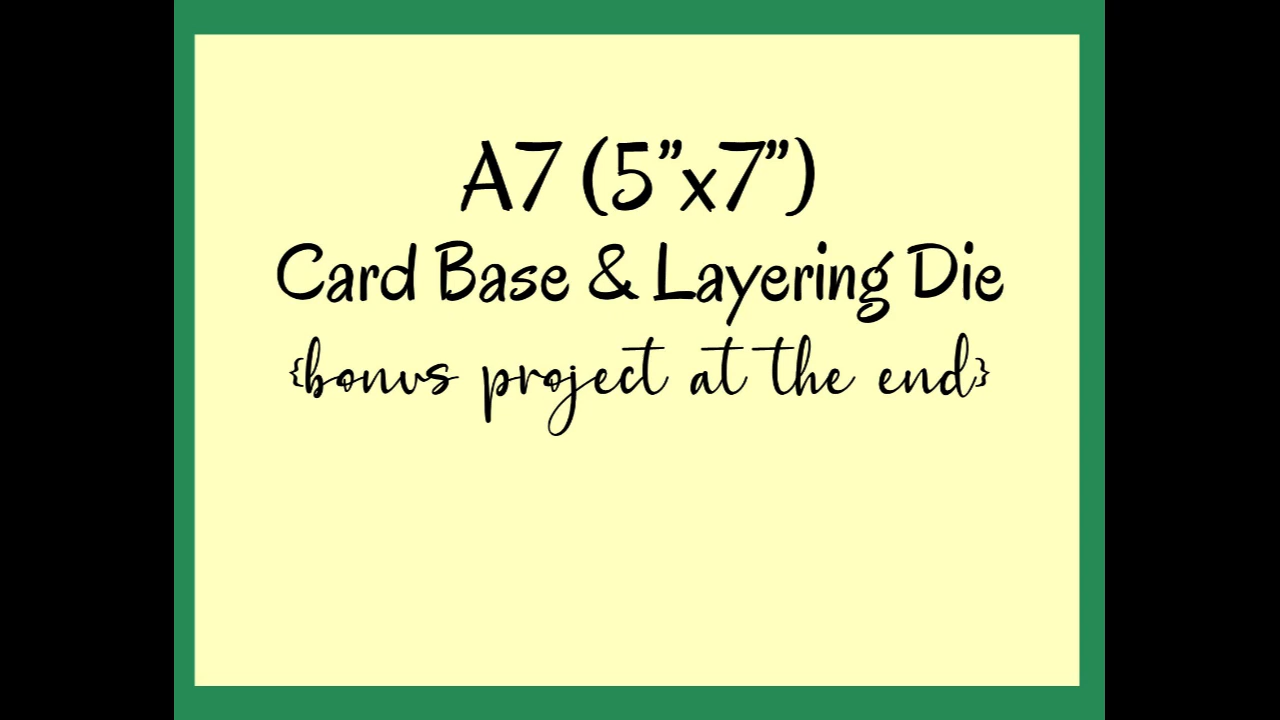 A7 (5”x7”)
Card Base & Layering Die
{bonus project at the end}